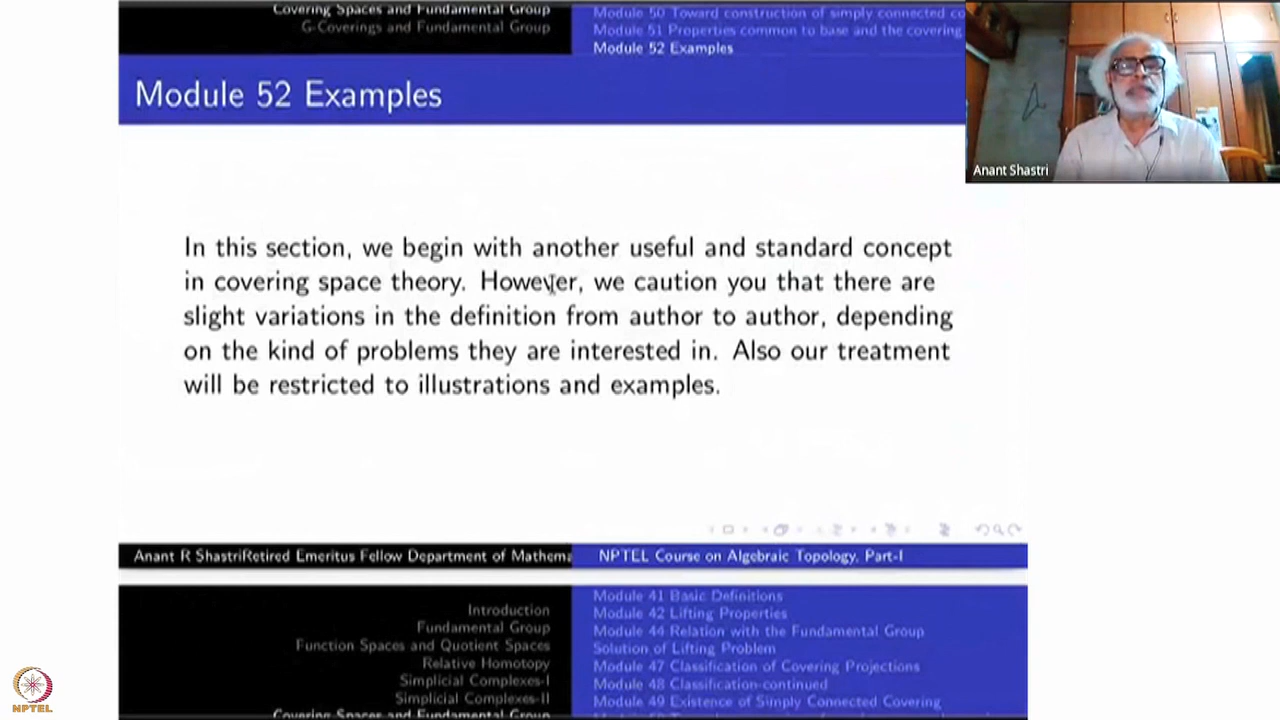 Covering Spaces and Fundamental Group
G-Coverings and Fundamental Group
Module 50 Toward construction of simply connected co
Module 51 Properties common to base and the covering
Module 52 Examples
Module 52 Examples
Anant Shastri
In this section, we begin with another useful and standard concept
in covering space theory. However, we caution you that there are
slight variations in the definition from author to author, depending
on the kind of problems they are interested in. Also our treatment
will be restricted to illustrations and examples.
Anant R ShastriRetired Emeritus Fellow Department of Mathema
NPTEL Course on Algebraic Topology, Part-I
Introduction
Fundamental Group
Function Spaces and Quotient Spaces
Relative Homotopy
Simplicial Complexes-I
Simplicial Complexes-II
Covering Spaces and Fundamental Group
Module 41 Basic Definitions
Module 42 Lifting Properties
Module 44 Relation with the Fundamental Group
Solution of Lifting Problem
Module 47 Classification of Covering Projections
Module 48 Classification-continued
Module 49 Existence of Simply Connected Covering
NPTEL